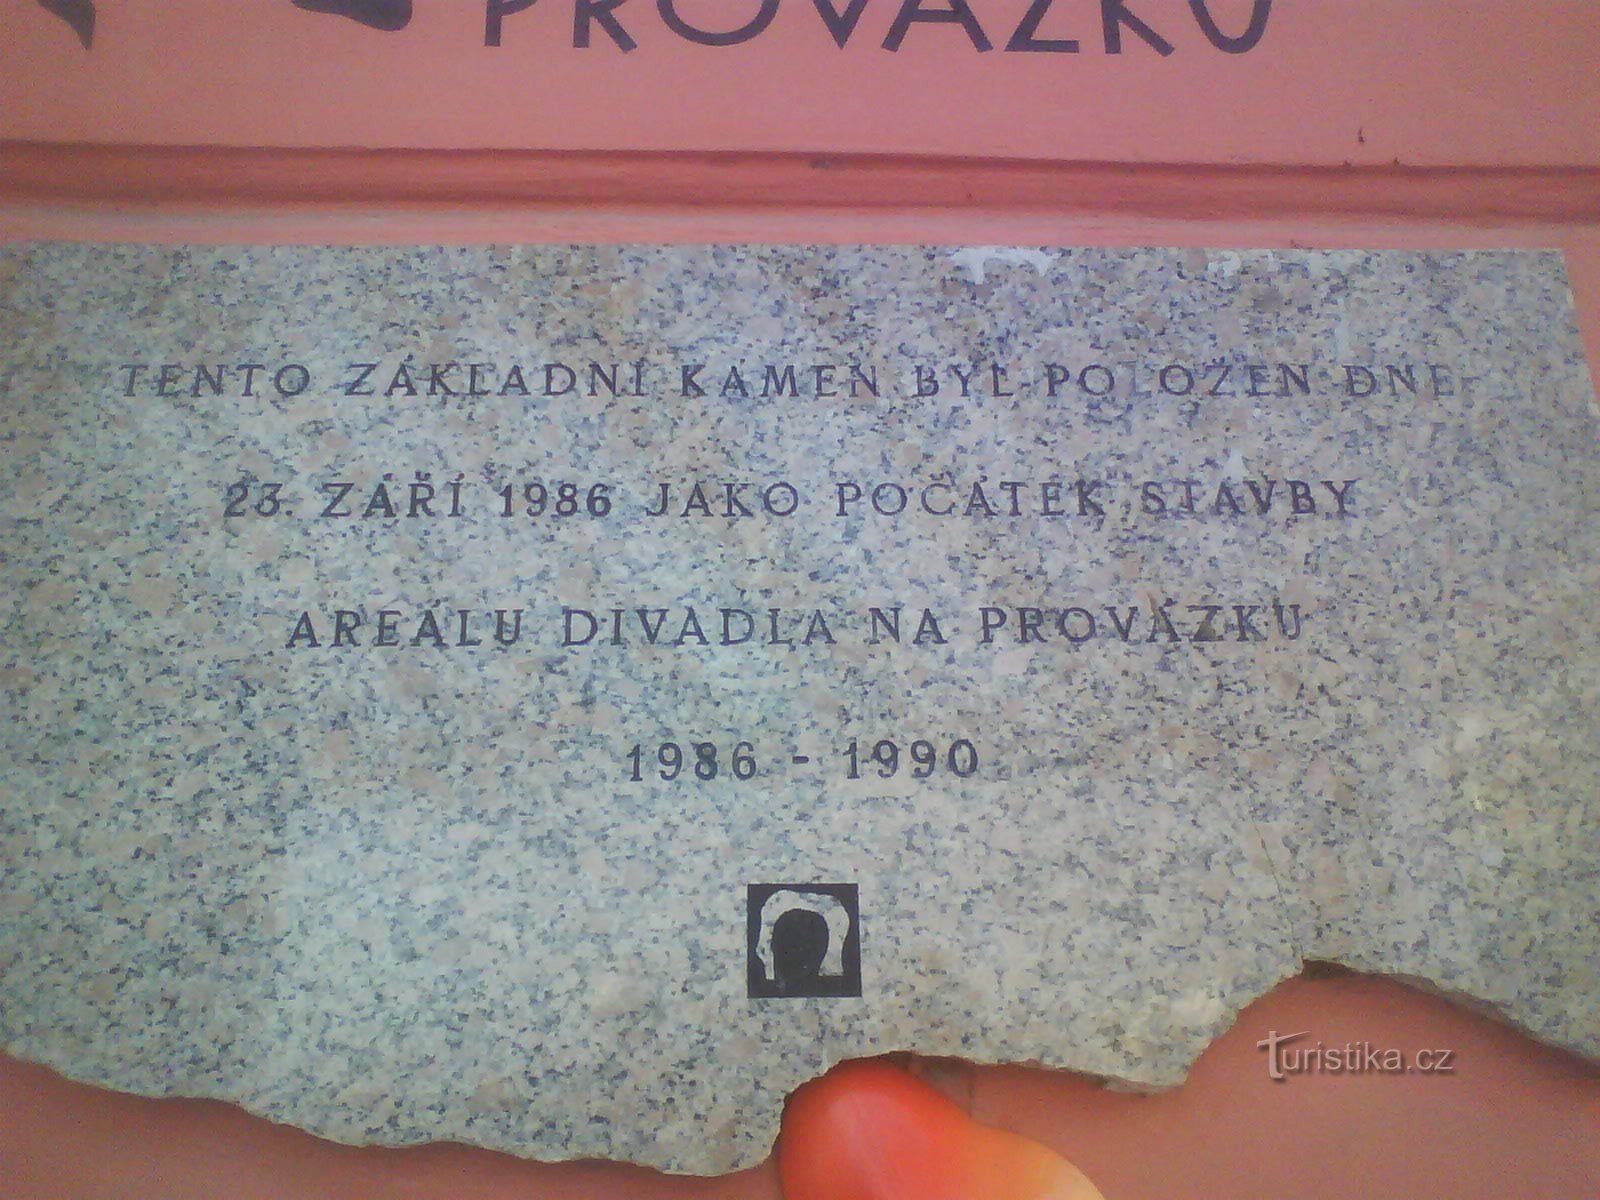 PROVÁZKU
TENTO ZÁKLADNÍ KÁMEN BYL POLOŽEN DNE
23. ZÁŘÍ 1986 JAKO POČÁTEK STAVBY
AREÁLU DIVADLA NA PROVÁZKU
1986 - 1990
Turistika.cz